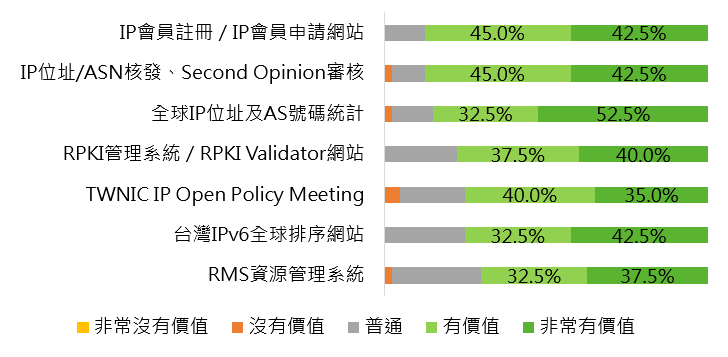 IP會員註冊 / IP會員申請網站 45.0% 42.5%
IP位址/ASN核發、Second Opinion審核 45.0% 42.5%
全球IP位址及AS號碼統計 32.5% 52.5%
RPKI管理系統 / RPKI Validator網站 37.5% 40.0%
TWNIC IP Open Policy Meeting 40.0% 35.0%
台灣IPv6全球排序網站 32.5% 42.5%
RMS資源管理系統 32.5% 37.5%
非常沒有價值 沒有價值 普通 有價值 非常有價值